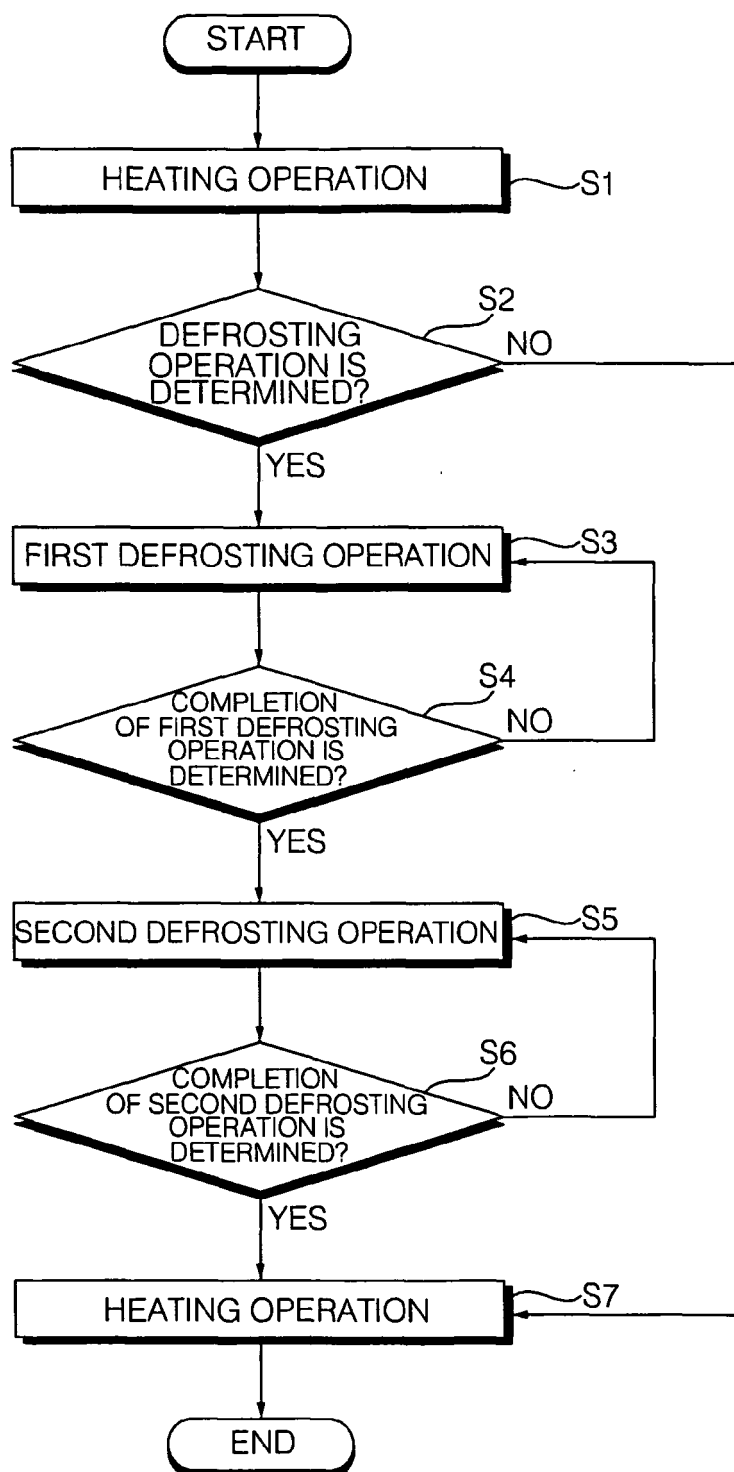 START
HEATING OPERATION
S1
S2
DEFROSTING
OPERATION IS
DETERMINED?
NO
YES
FIRST DEFROSTING OPERATION
S3
S4
COMPLETION
OF FIRST DEFROSTING
OPERATION IS
DETERMINED?
NO
YES
SECOND DEFROSTING OPERATION
S5
S6
COMPLETION
OF SECOND DEFROSTING
OPERATION IS
DETERMINED?
NO
YES
HEATING OPERATION
S7
END